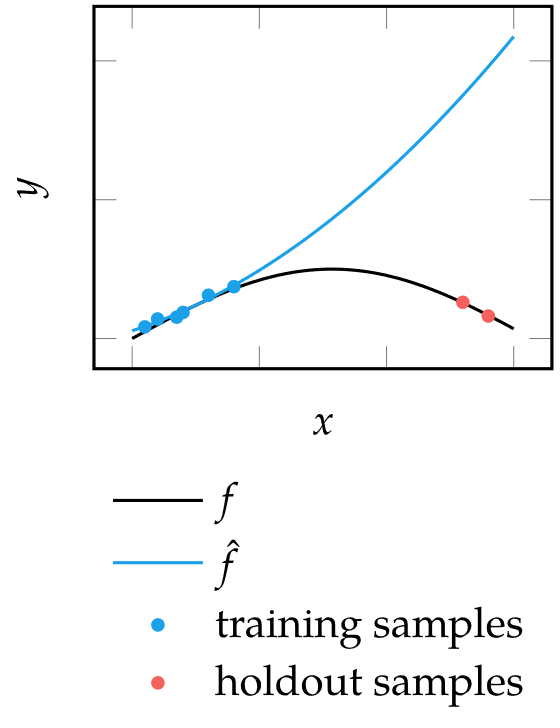 y
x
f
f̂
training samples
holdout samples